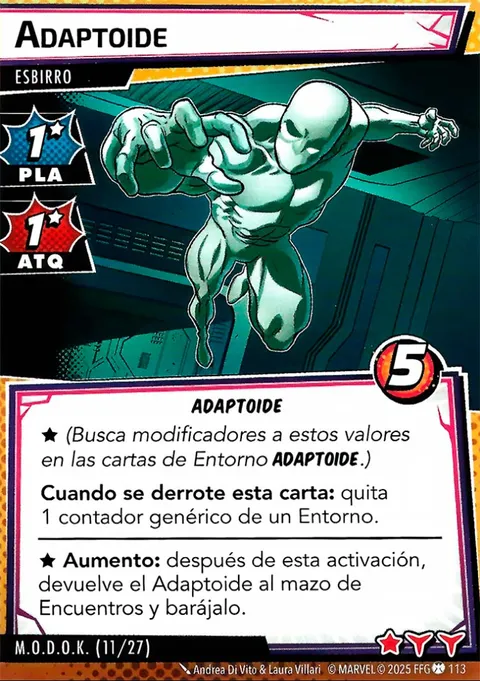 ADAPTOIDE
ESBIRRO
1★
PLA
1★
ATQ
5
ADAPTOIDE
★ (Busca modificadores a estos valores
en las cartas de Entorno ADAPTOIDE.)
Cuando se derrote esta carta: quita
1 contador genérico de un Entorno.
★ Aumento: después de esta activación,
devuelve el Adaptoide al mazo de
Encuentros y barájalo.
M.O.D.O.K. (11/27)
Andrea Di Vito & Laura Villari © MARVEL © 2025 FFG 113